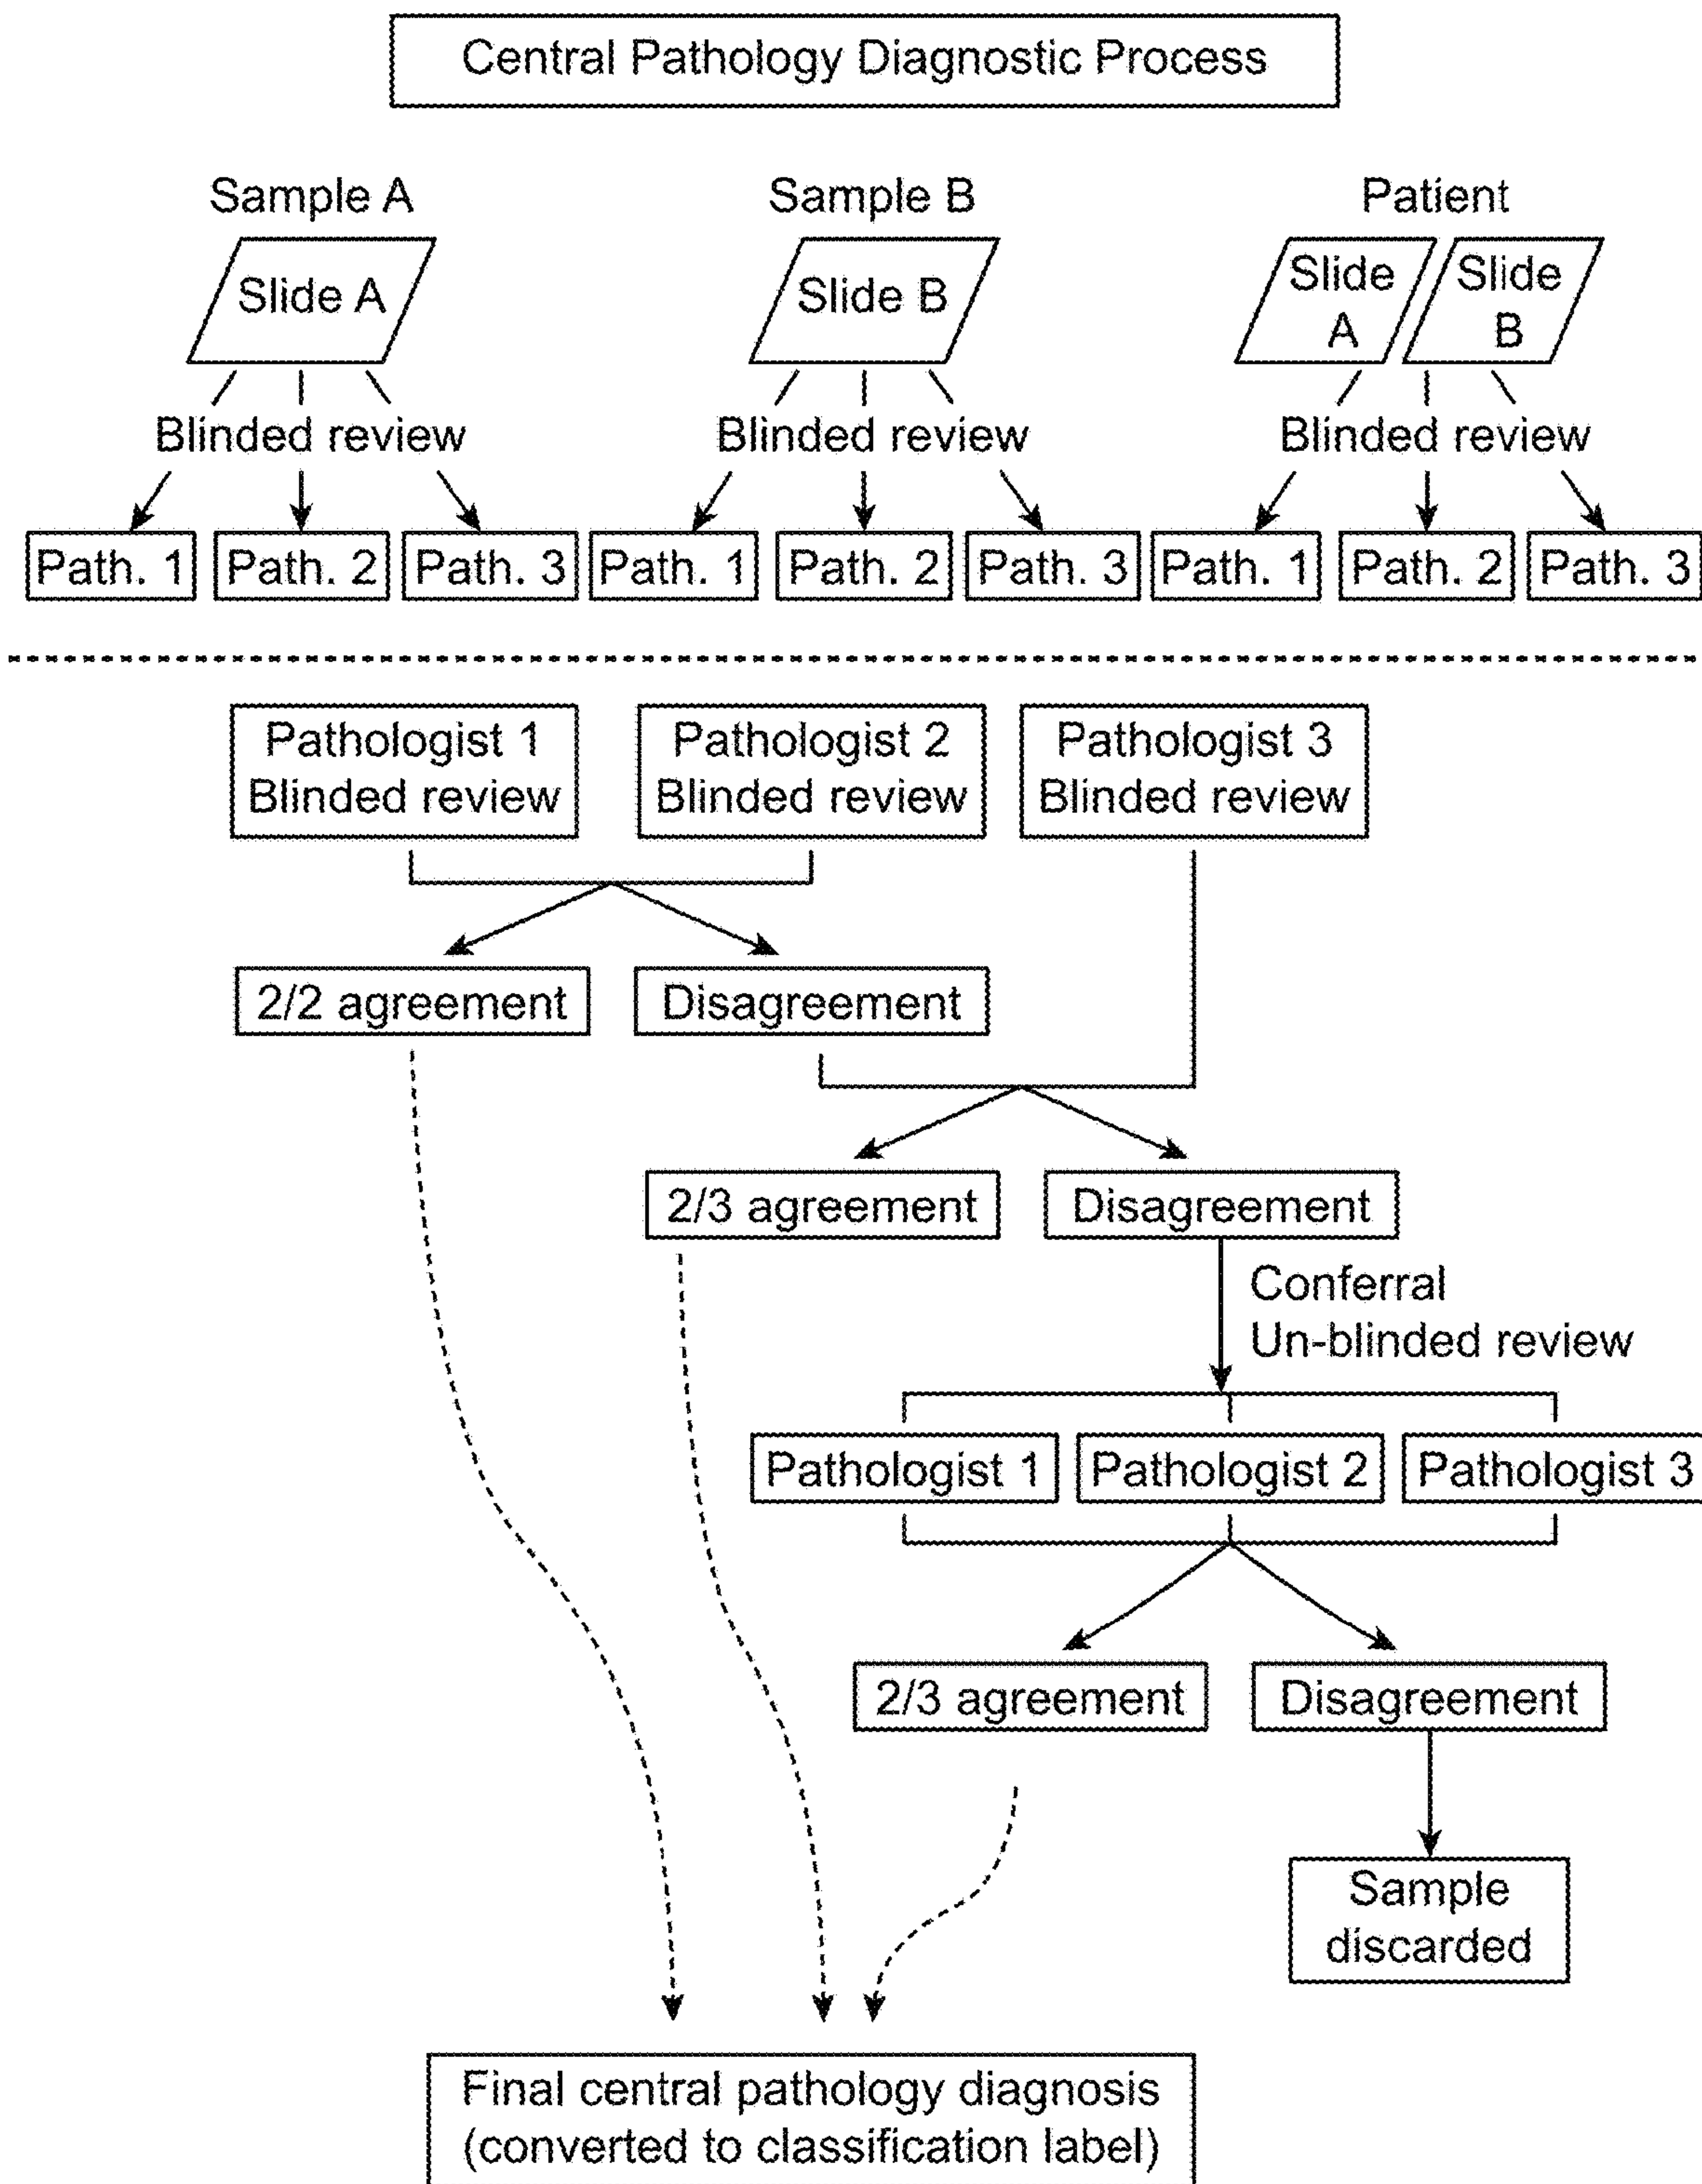 Central Pathology Diagnostic Process
Sample A
Sample B
Patient
Slide A
Slide B
Slide
A
Slide
B
Blinded review
Blinded review
Blinded review
Path. 1
Path. 2
Path. 3
Path. 1
Path. 2
Path. 3
Path. 1
Path. 2
Path. 3
Pathologist 1
Blinded review
Pathologist 2
Blinded review
Pathologist 3
Blinded review
2/2 agreement
Disagreement
2/3 agreement
Disagreement
Conferral
Un-blinded review
Pathologist 1
Pathologist 2
Pathologist 3
2/3 agreement
Disagreement
Sample
discarded
Final central pathology diagnosis
(converted to classification label)